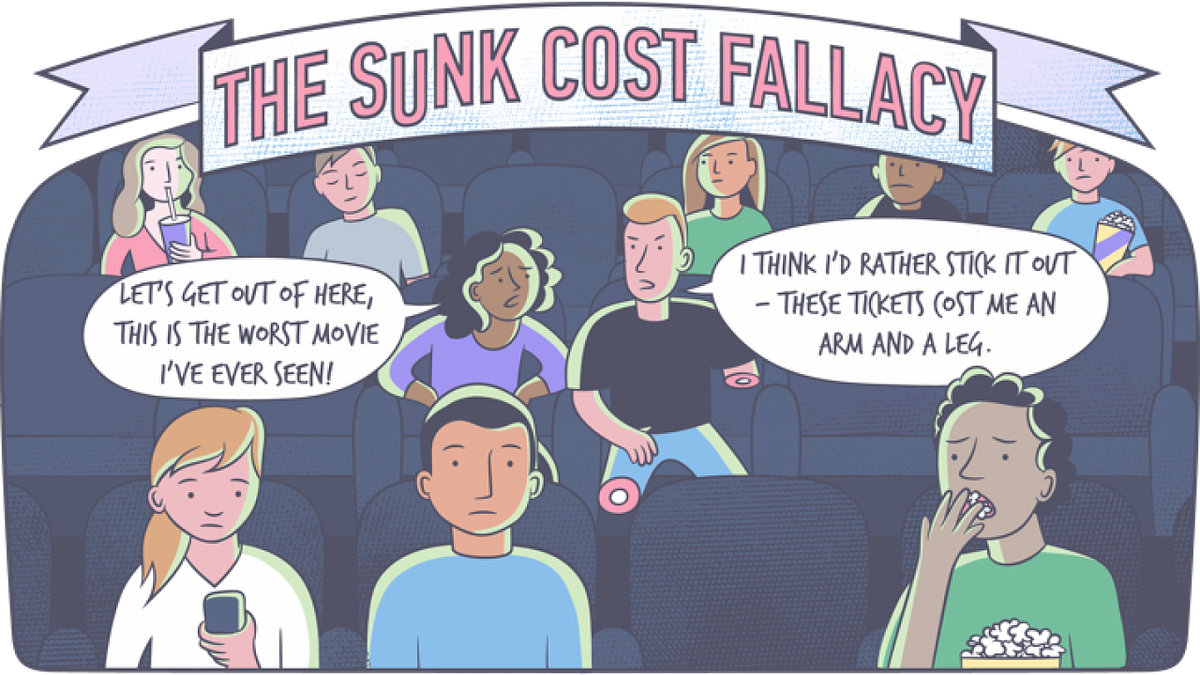 THE SUNK COST FALLACY
LET'S GET OUT OF HERE,
THIS IS THE WORST MOVIE
I'VE EVER SEEN!
I THINK I'D RATHER STICK IT OUT
– THESE TICKETS COST ME AN
ARM AND A LEG.